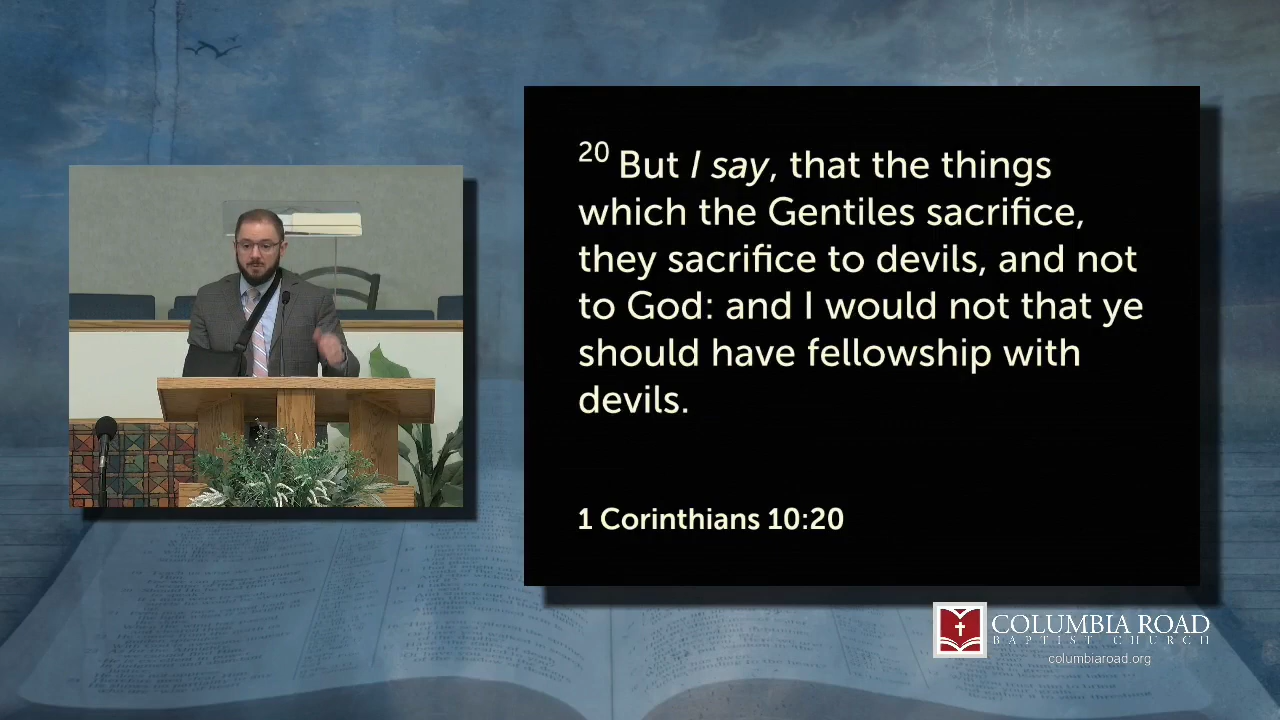 20 But I say, that the things
which the Gentiles sacrifice,
they sacrifice to devils, and not
to God: and I would not that ye
should have fellowship with
devils.
1 Corinthians 10:20
COLUMBIA ROAD
BAPTIST CHURCH
columbiaroad.org